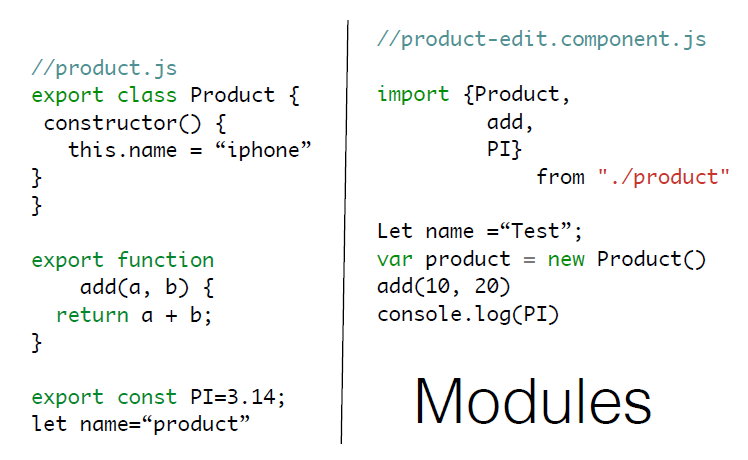 //product.js
export class Product {
constructor() {
this.name = “iphone”
}
}
export function
add(a, b) {
return a + b;
}
export const PI=3.14;
let name=“product”
//product-edit.component.js
import {Product,
add,
PI}
from "./product"
Let name =“Test”;
var product = new Product()
add(10, 20)
console.log(PI)
Modules